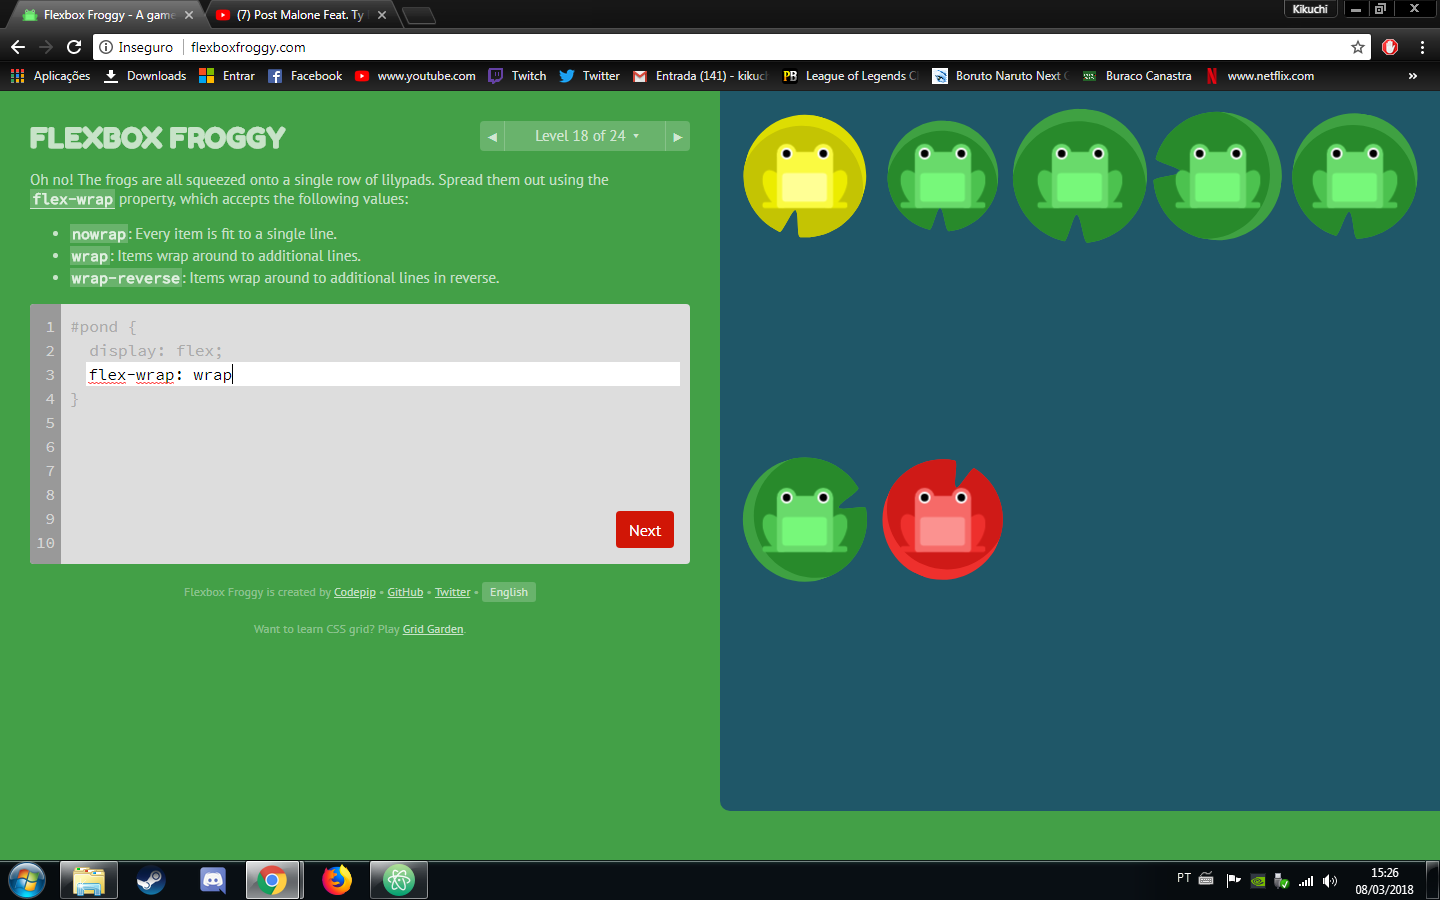 Kikuchi
Flexbox Froggy - A game
(7) Post Malone Feat. Ty
Inseguro
flexboxfroggy.com
Aplicações
Downloads
Entrar
Facebook
www.youtube.com
Twitch
Twitter
Entrada (141) - kikuch
PB
League of Legends C
Boruto Naruto Next
Buraco Canastra
www.netflix.com
»
FLEXBOX FROGGY
Level 18 of 24
Oh no! The frogs are all squeezed onto a single row of lilypads. Spread them out using the
flex-wrap property, which accepts the following values:
• nowrap: Every item is fit to a single line.
• wrap: Items wrap around to additional lines.
• wrap-reverse: Items wrap around to additional lines in reverse.
1 #pond {
2 display: flex;
3 flex-wrap: wrap
4 }
5
6
7
8
9
10
Next
Flexbox Froggy is created by Codepip • GitHub • Twitter • English
Want to learn CSS grid? Play Grid Garden.
PT
15:26
08/03/2018